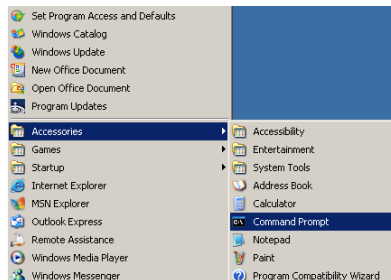 Set Program Access and Defaults
Windows Catalog
Windows Update
New Office Document
Open Office Document
Program Updates
Accessories
Games
Startup
Internet Explorer
MSN Explorer
Outlook Express
Remote Assistance
Windows Media Player
Windows Messenger
Accessibility
Entertainment
System Tools
Address Book
Calculator
Command Prompt
Notepad
Paint
Program Compatibility Wizard